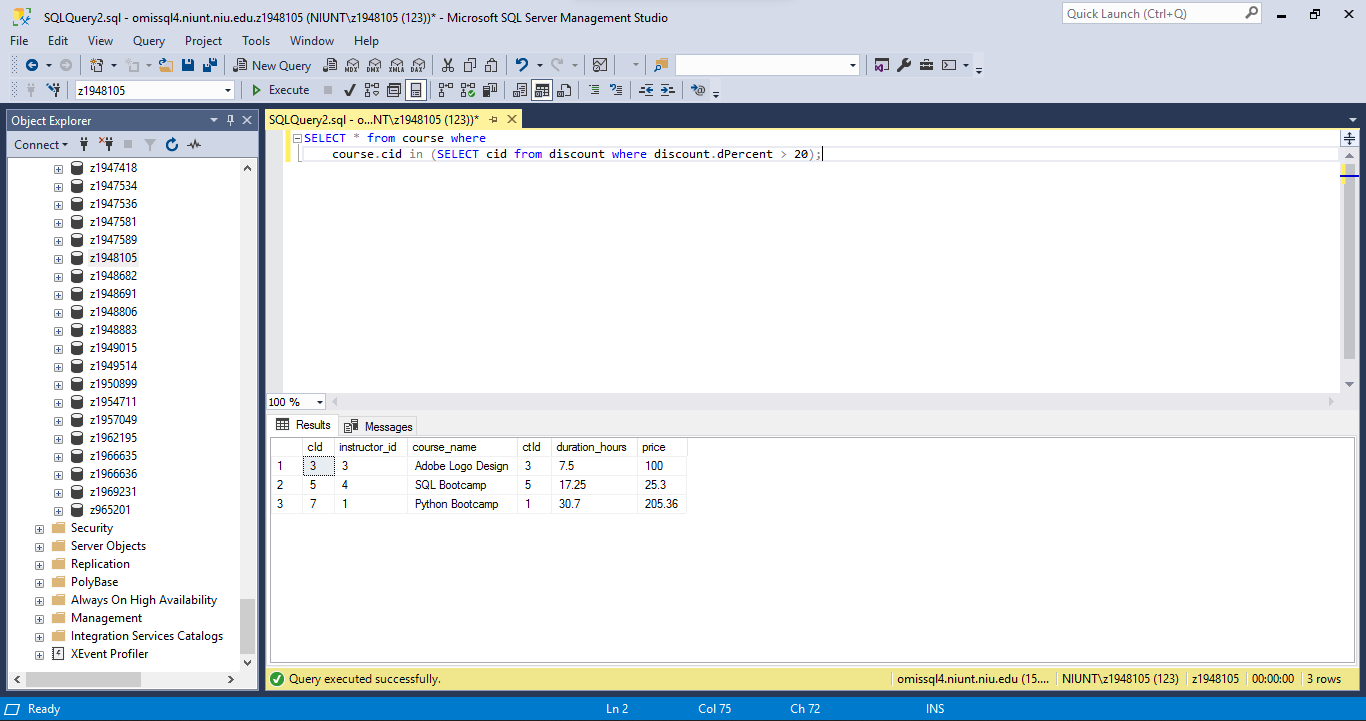 SQLQuery2.sql - omissql4.niunt.niu.edu.z1948105 (NIUNT\z1948105 (123))* - Microsoft SQL Server Management Studio
Quick Launch (Ctrl+Q)
File Edit View Query Project Tools Window Help
New Query MDX DMX XMLA DAX
z1948105 Execute
Object Explorer
Connect
z1947418
z1947534
z1947536
z1947581
z1947589
z1948105
z1948682
z1948691
z1948806
z1948883
z1949015
z1949514
z1950899
z1954711
z1957049
z1962195
z1966635
z1966636
z1969231
z965201
Security
Server Objects
Replication
PolyBase
Always On High Availability
Management
Integration Services Catalogs
XEvent Profiler
SQLQuery2.sql - o...NT\z1948105 (123))*
SELECT * from course where
course.cid in (SELECT cid from discount where discount.dPercent > 20);
100 %
Results Messages
cId instructor_id course_name ctId duration_hours price
1 3 3 Adobe Logo Design 3 7.5 100
2 5 4 SQL Bootcamp 5 17.25 25.3
3 7 1 Python Bootcamp 1 30.7 205.36
Query executed successfully. omissql4.niunt.niu.edu (15.... NIUNT\z1948105 (123) z1948105 00:00:00 3 rows
Ready Ln 2 Col 75 Ch 72 INS